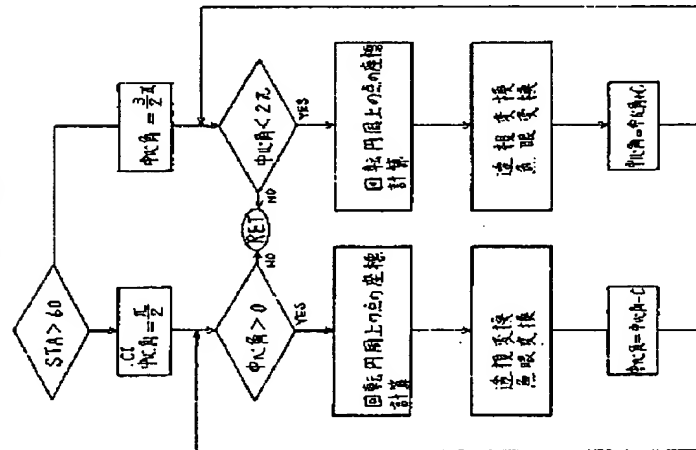 STA>60
CI
中心角=π/2
中心角=3/2π
中心角>0
NO
YES
RET
中心角<2π
NO
YES
回転円周上の点の座標
計算
回転円周上の点の座標
計算
透視変換
魚眼変換
透視変換
魚眼変換
中心角=中心角-C
中心角=中心角+C